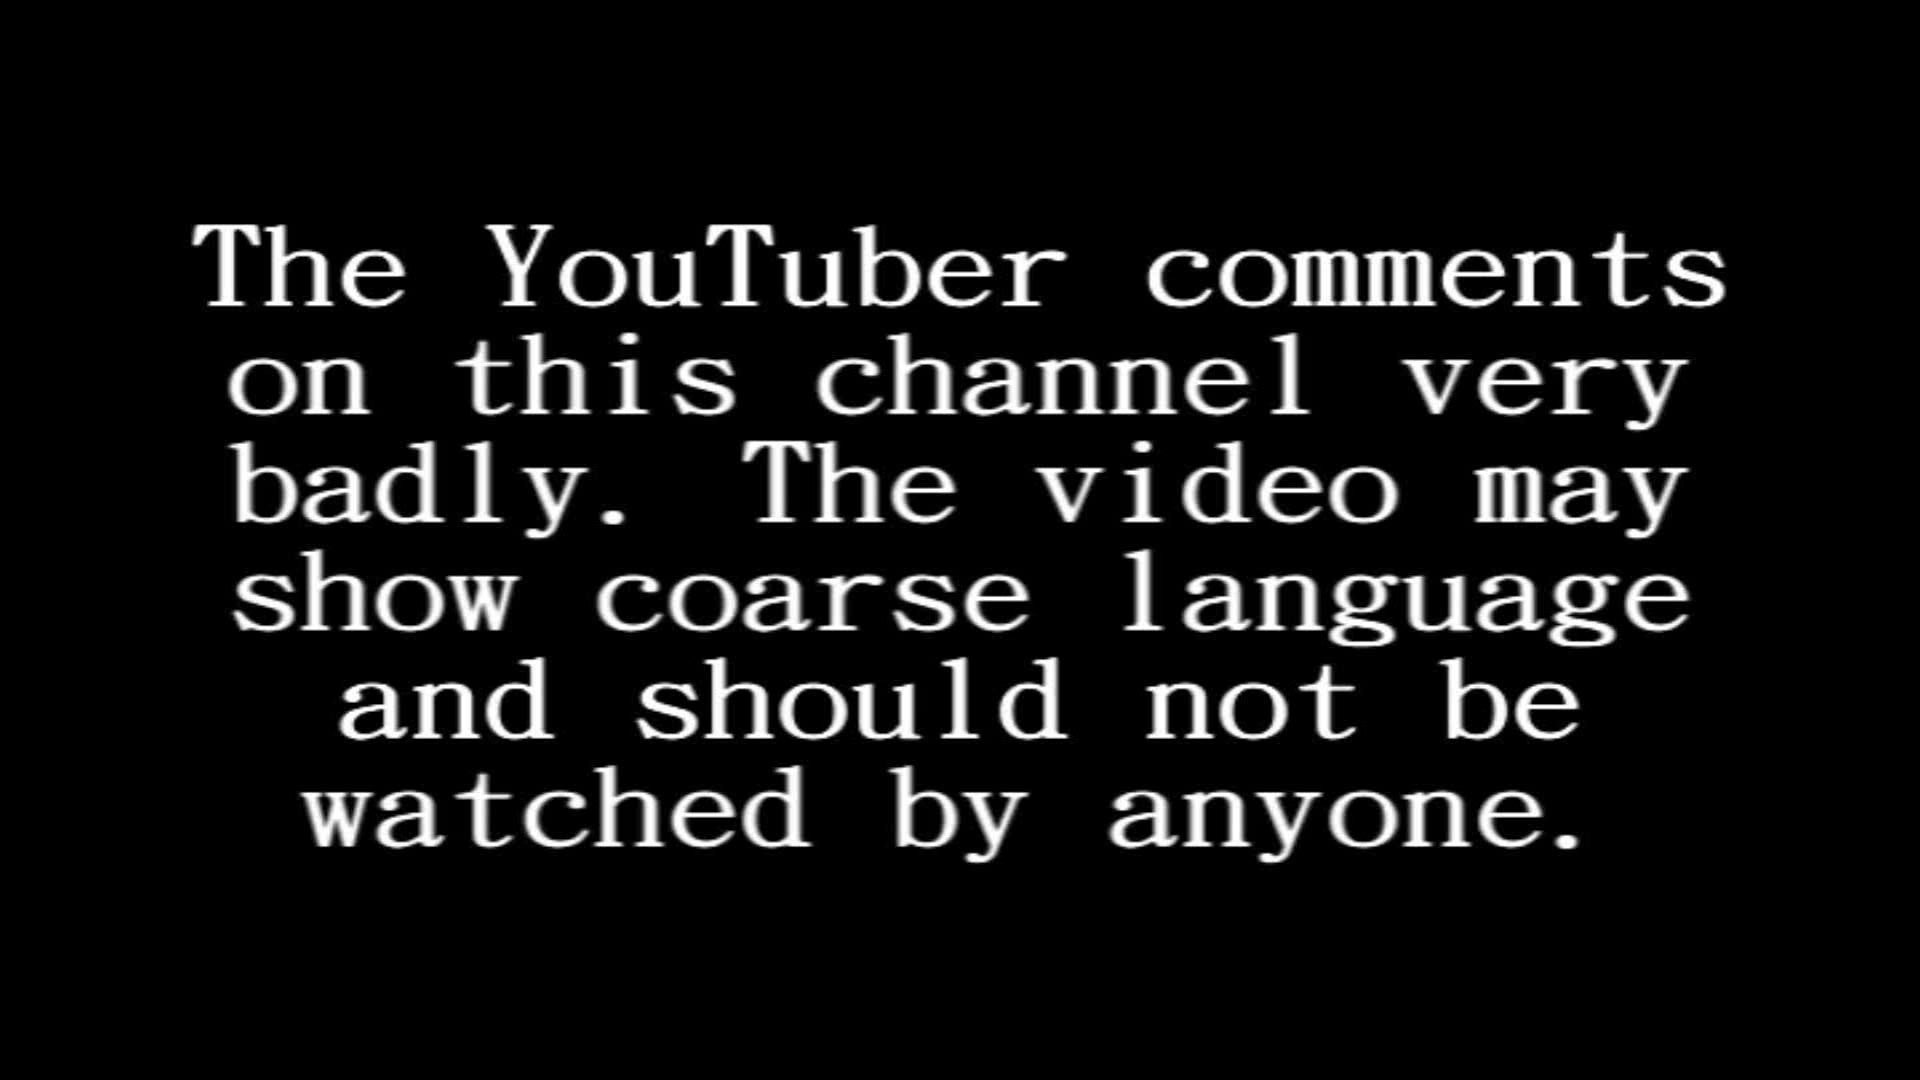 The YouTuber comments
on this channel very
badly. The video may
show coarse language
and should not be
watched by anyone.